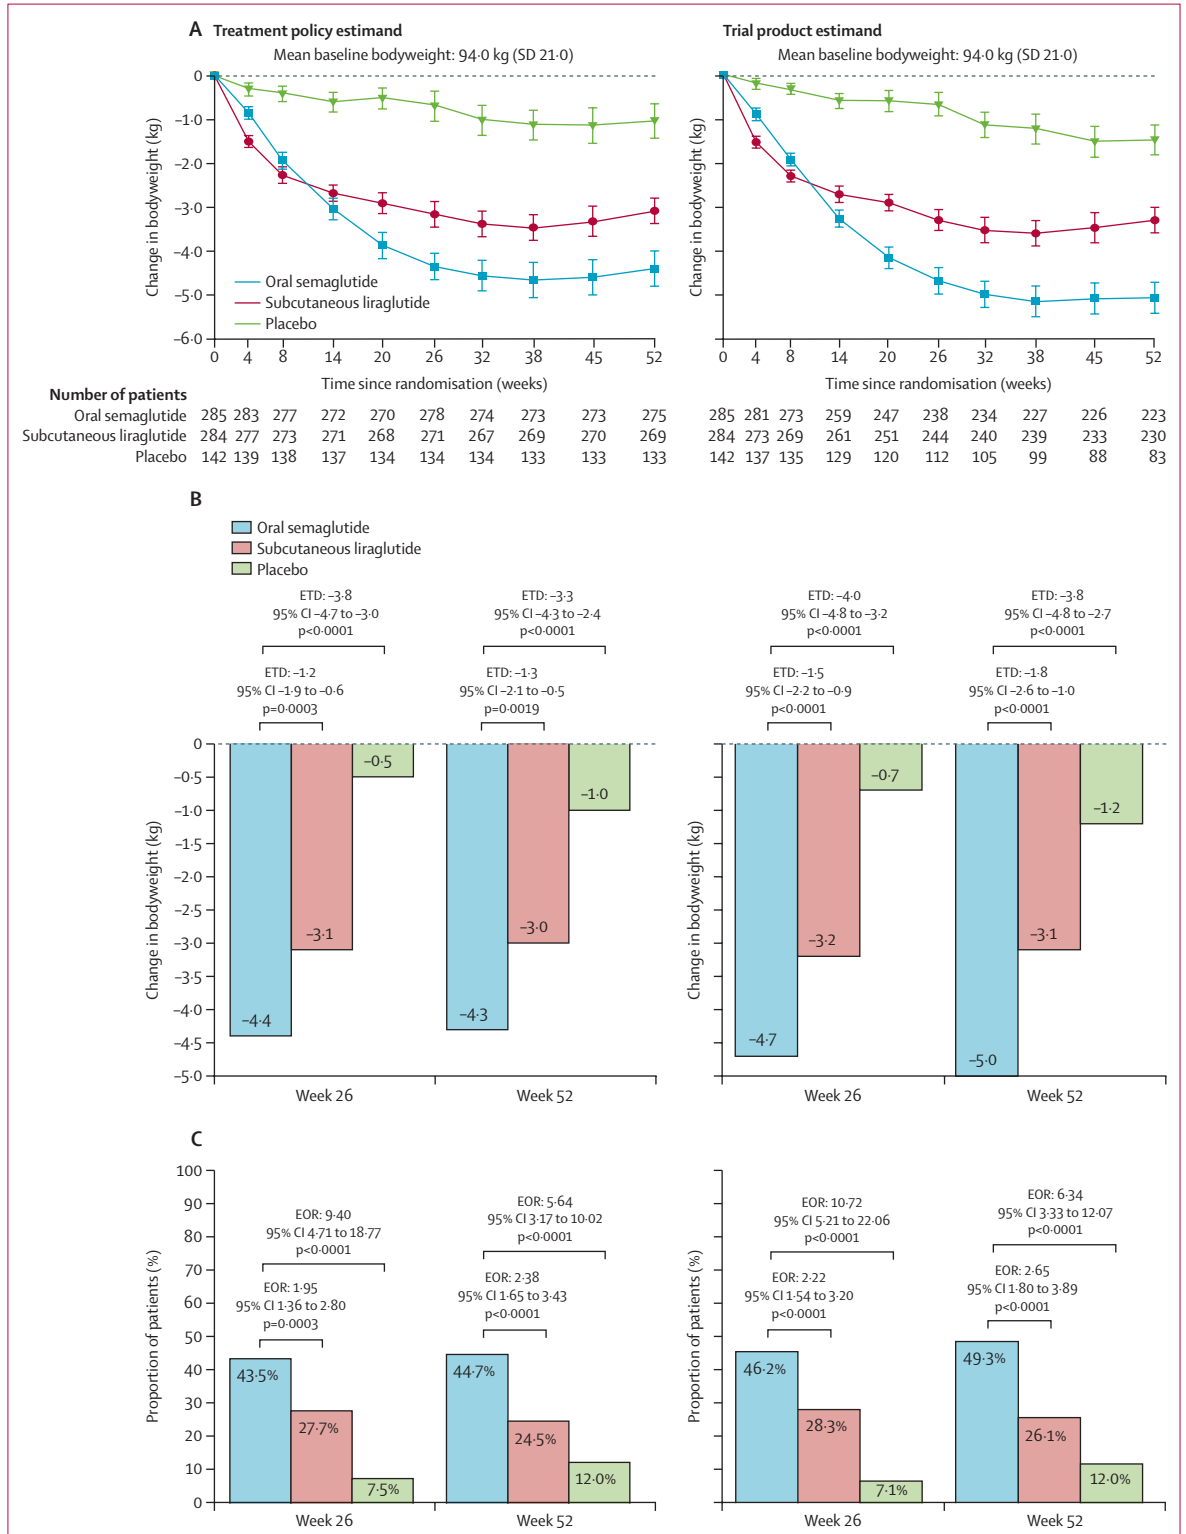 A Treatment policy estimand
Mean baseline bodyweight: 94·0 kg (SD 21·0)
Change in bodyweight (kg)
0
–1·0
–2·0
–3·0
–4·0
–5·0
–6·0
Oral semaglutide
Subcutaneous liraglutide
Placebo
0 4 8 14 20 26 32 38 45 52
Time since randomisation (weeks)
Trial product estimand
Mean baseline bodyweight: 94·0 kg (SD 21·0)
Change in bodyweight (kg)
0 4 8 14 20 26 32 38 45 52
Time since randomisation (weeks)
Number of patients
Oral semaglutide 285 283 277 272 270 278 274 273 273 275 285 281 273 259 247 238 234 227 226 223
Subcutaneous liraglutide 284 277 273 271 268 271 267 269 270 269 284 273 269 261 251 244 240 239 233 230
Placebo 142 139 138 137 134 134 134 133 133 133 142 137 135 129 120 112 105 99 88 83
B
Oral semaglutide
Subcutaneous liraglutide
Placebo
ETD: –3·8
95% CI –4·7 to –3·0
p<0·0001
ETD: –1·2
95% CI –1·9 to –0·6
p=0·0003
ETD: –3·3
95% CI –4·3 to –2·4
p<0·0001
ETD: –1·3
95% CI –2·1 to –0·5
p=0·0019
Change in bodyweight (kg)
0
–0·5
–1·0
–1·5
–2·0
–2·5
–3·0
–3·5
–4·0
–4·5
–5·0
–4·4
–3·1
–0·5
–4·3
–3·0
–1·0
Week 26
Week 52
ETD: –4·0
95% CI –4·8 to –3·2
p<0·0001
ETD: –1·5
95% CI –2·2 to –0·9
p<0·0001
ETD: –3·8
95% CI –4·8 to –2·7
p<0·0001
ETD: –1·8
95% CI –2·6 to –1·0
p<0·0001
Change in bodyweight (kg)
–4·7
–3·2
–0·7
–5·0
–3·1
–1·2
Week 26
Week 52
C
Proportion of patients (%)
100
90
80
70
60
50
40
30
20
10
0
EOR: 9·40
95% CI 4·71 to 18·77
p<0·0001
EOR: 1·95
95% CI 1·36 to 2·80
p=0·0003
EOR: 5·64
95% CI 3·17 to 10·02
p<0·0001
EOR: 2·38
95% CI 1·65 to 3·43
p<0·0001
43·5%
27·7%
7·5%
44·7%
24·5%
12·0%
Week 26
Week 52
Proportion of patients (%)
EOR: 10·72
95% CI 5·21 to 22·06
p<0·0001
EOR: 2·22
95% CI 1·54 to 3·20
p<0·0001
EOR: 6·34
95% CI 3·33 to 12·07
p<0·0001
EOR: 2·65
95% CI 1·80 to 3·89
p<0·0001
46·2%
28·3%
7·1%
49·3%
26·1%
12·0%
Week 26
Week 52